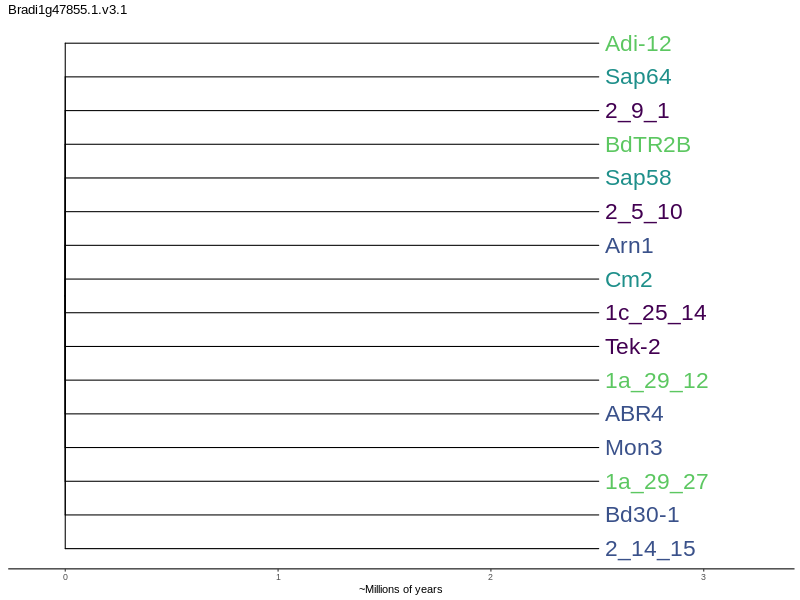 Bradi1g47855.1.v3.1
Adi-12
Sap64
2_9_1
BdTR2B
Sap58
2_5_10
Arn1
Cm2
1c_25_14
Tek-2
1a_29_12
ABR4
Mon3
1a_29_27
Bd30-1
2_14_15
0 1 2 3
~Millions of years